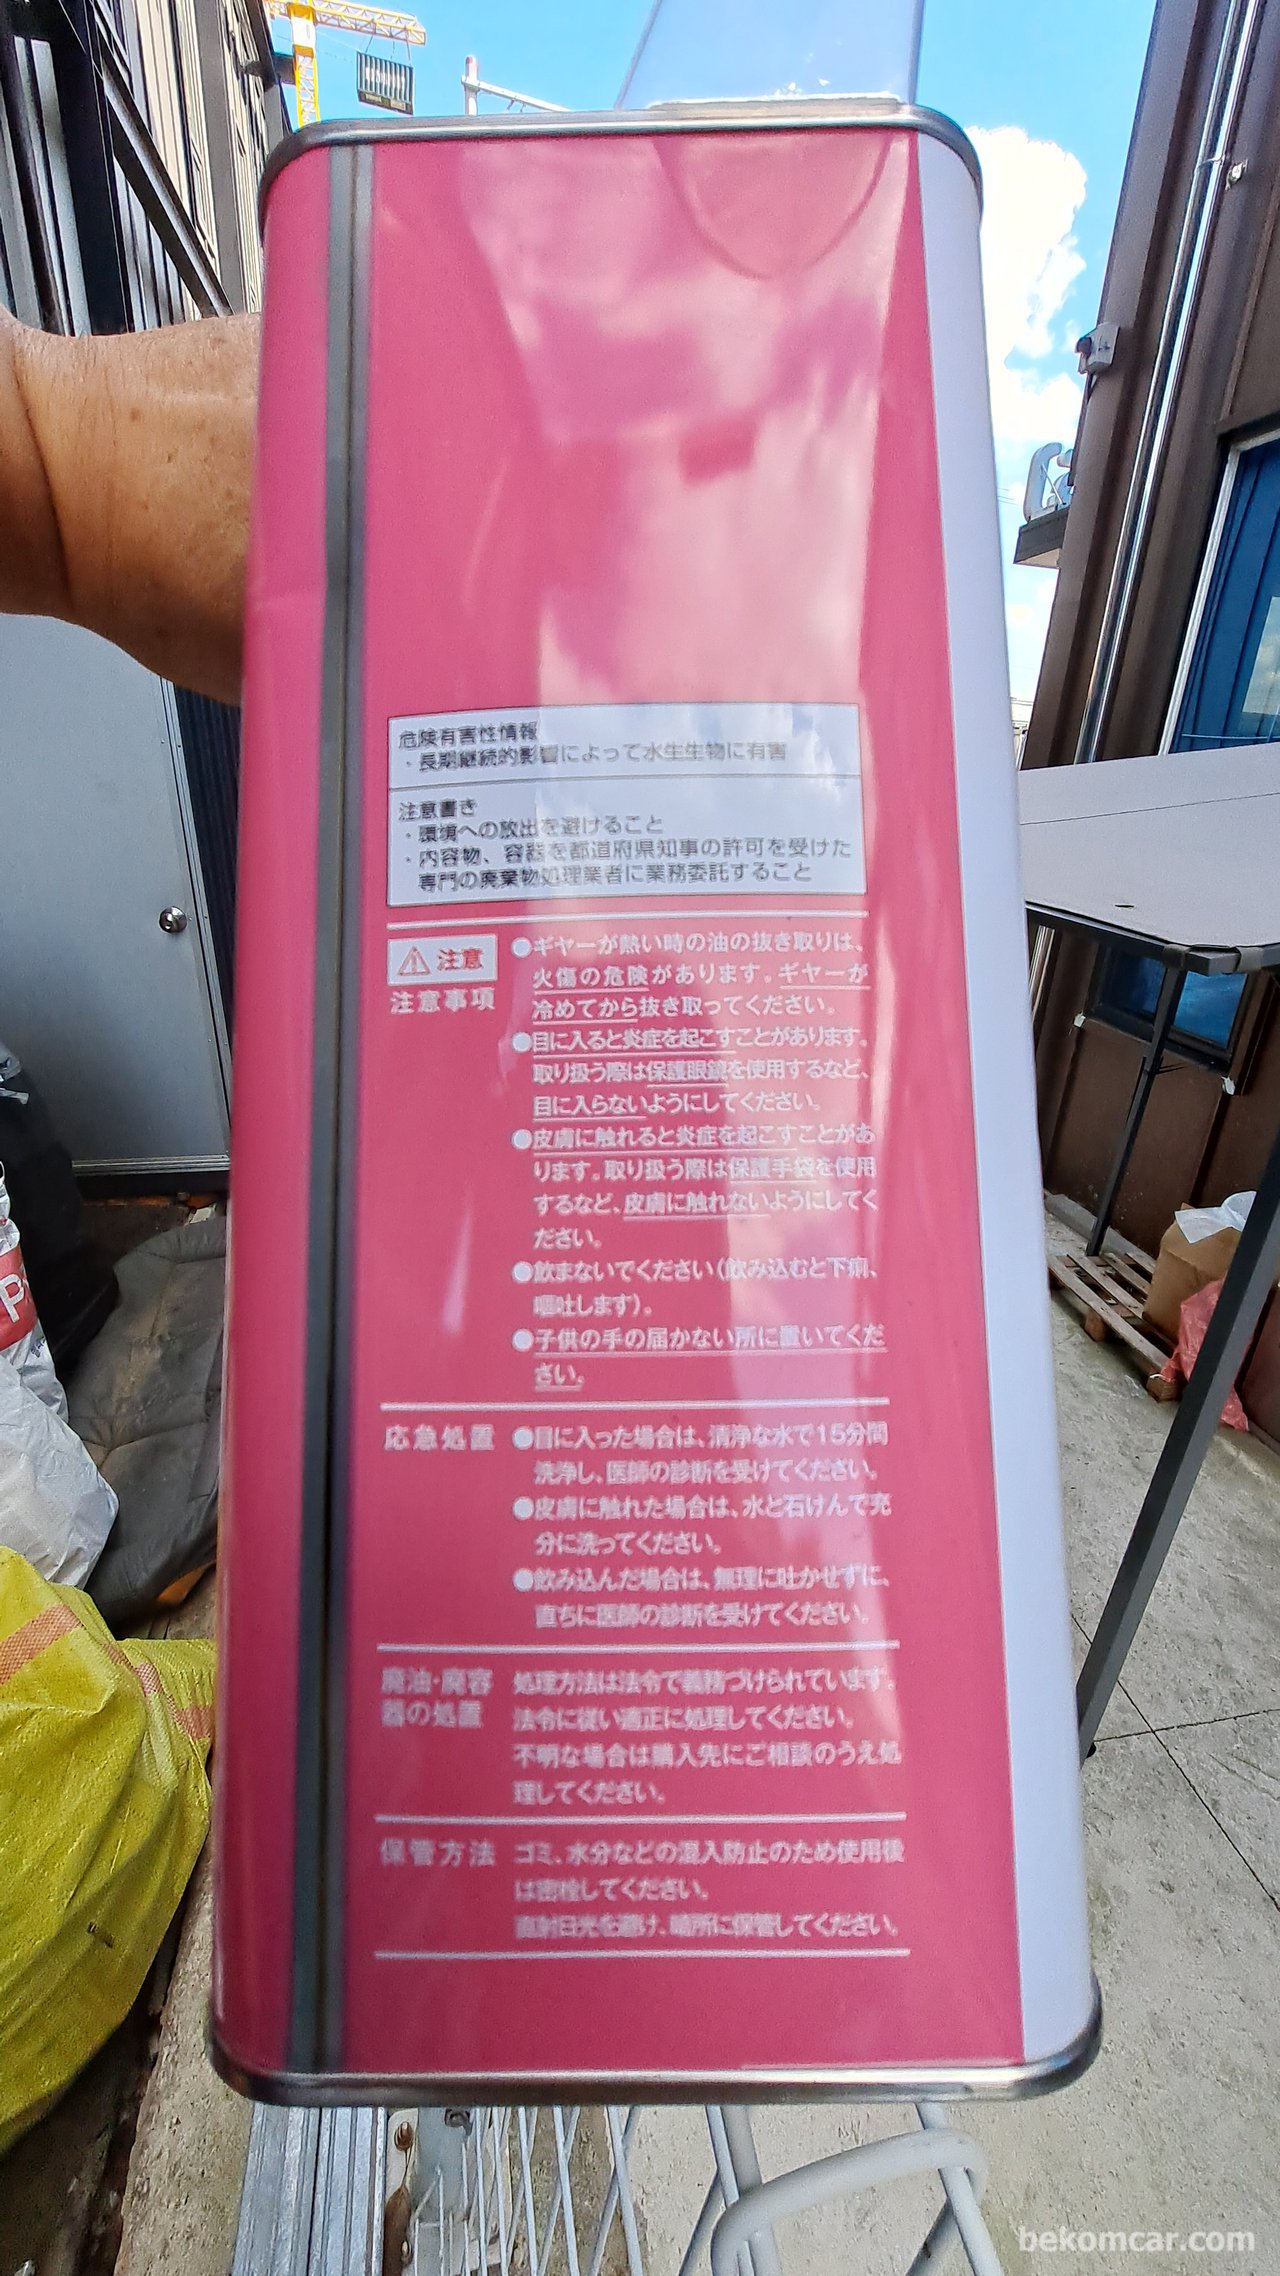 危険有害性情報
・長期継続的影響によって水生生物に有害
注意書き
・環境への放出を避けること
・内容物、容器を都道府県知事の許可を受けた
専門の廃棄物処理業者に業務委託すること
⚠注意
注意事項
●ギヤーが熱い時の油の抜き取りは、
火傷の危険があります。ギヤーが
冷めてから抜き取ってください。
●目に入ると炎症を起こすことがあります。
取り扱う際は保護眼鏡を使用するなど、
目に入らないようにしてください。
●皮膚に触れると炎症を起こすことがあ
ります。取り扱う際は保護手袋を使用
するなど、皮膚に触れないようにしてく
ださい。
●飲まないでください(飲み込むと下痢、
嘔吐します)。
●子供の手の届かない所に置いてくだ
さい。
応急処置
●目に入った場合は、清浄な水で15分間
洗浄し、医師の診断を受けてください。
●皮膚に触れた場合は、水と石けんで充
分に洗ってください。
●飲み込んだ場合は、無理に吐かせずに、
直ちに医師の診断を受けてください。
廃油・廃容
器の処置
処理方法は法令で義務づけられています。
法令に従い適正に処理してください。
不明な場合は購入先にご相談のうえ処
理してください。
保管方法
ゴミ、水分などの混入防止のため使用後
は密栓してください。
直射日光を避け、暗所に保管してください。
P
bekomcar.com